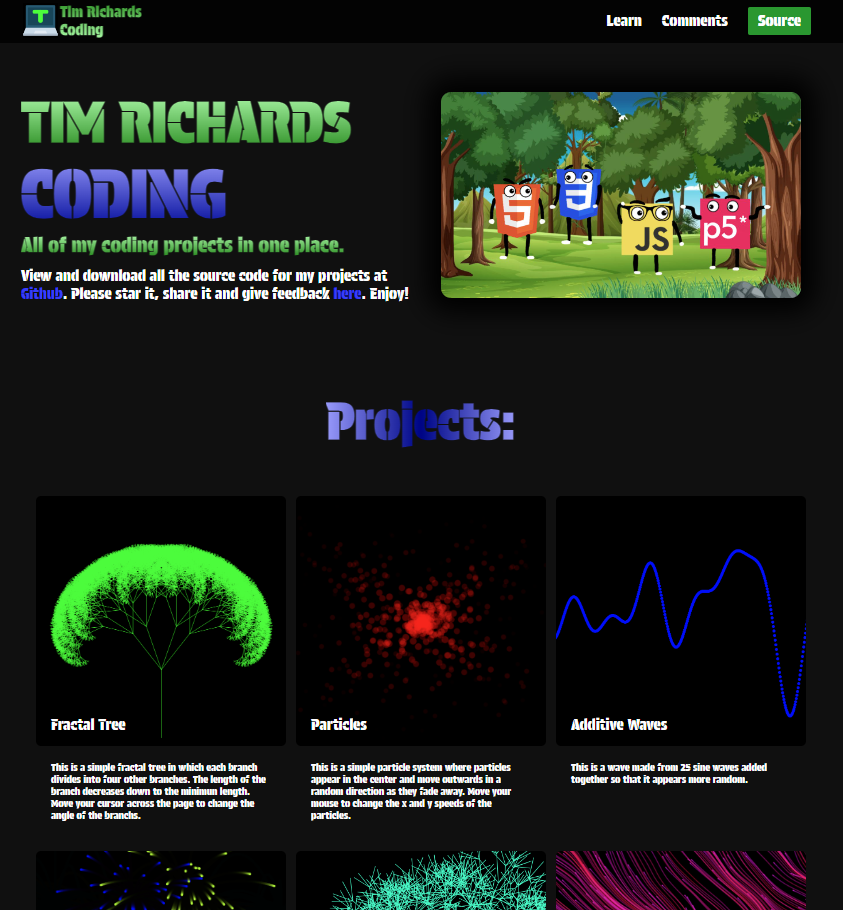 Tim Richards
Coding
Learn
Comments
Source
TIM RICHARDS
CODING
All of my coding projects in one place.
View and download all the source code for my projects at
Github. Please star it, share it and give feedback here. Enjoy!
5
3
JS
p5*
Projects:
Fractal Tree
Particles
Additive Waves
This is a simple fractal tree in which each branch
divides into four other branches. The length of the
branch decreases down to the minimun length.
Move your cursor across the page to change the
angle of the branchs.
This is a simple particle system where particles
appear in the center and move outwards in a
random direction as they fade away. Move your
mouse to change the x and y speeds of the
particles.
This is a wave made from 25 sine waves added
together so that it appears more random.